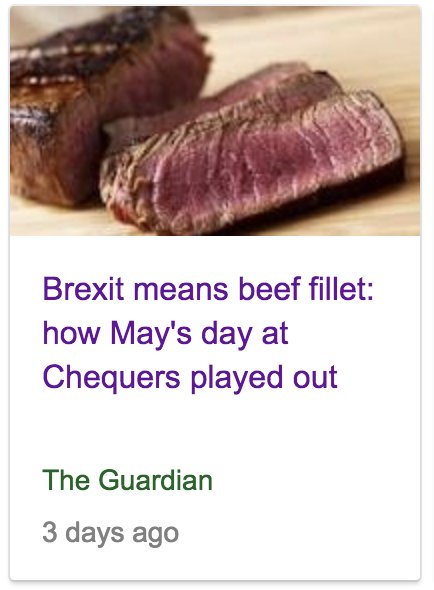 Brexit means beef fillet:
how May's day at
Chequers played out
The Guardian
3 days ago